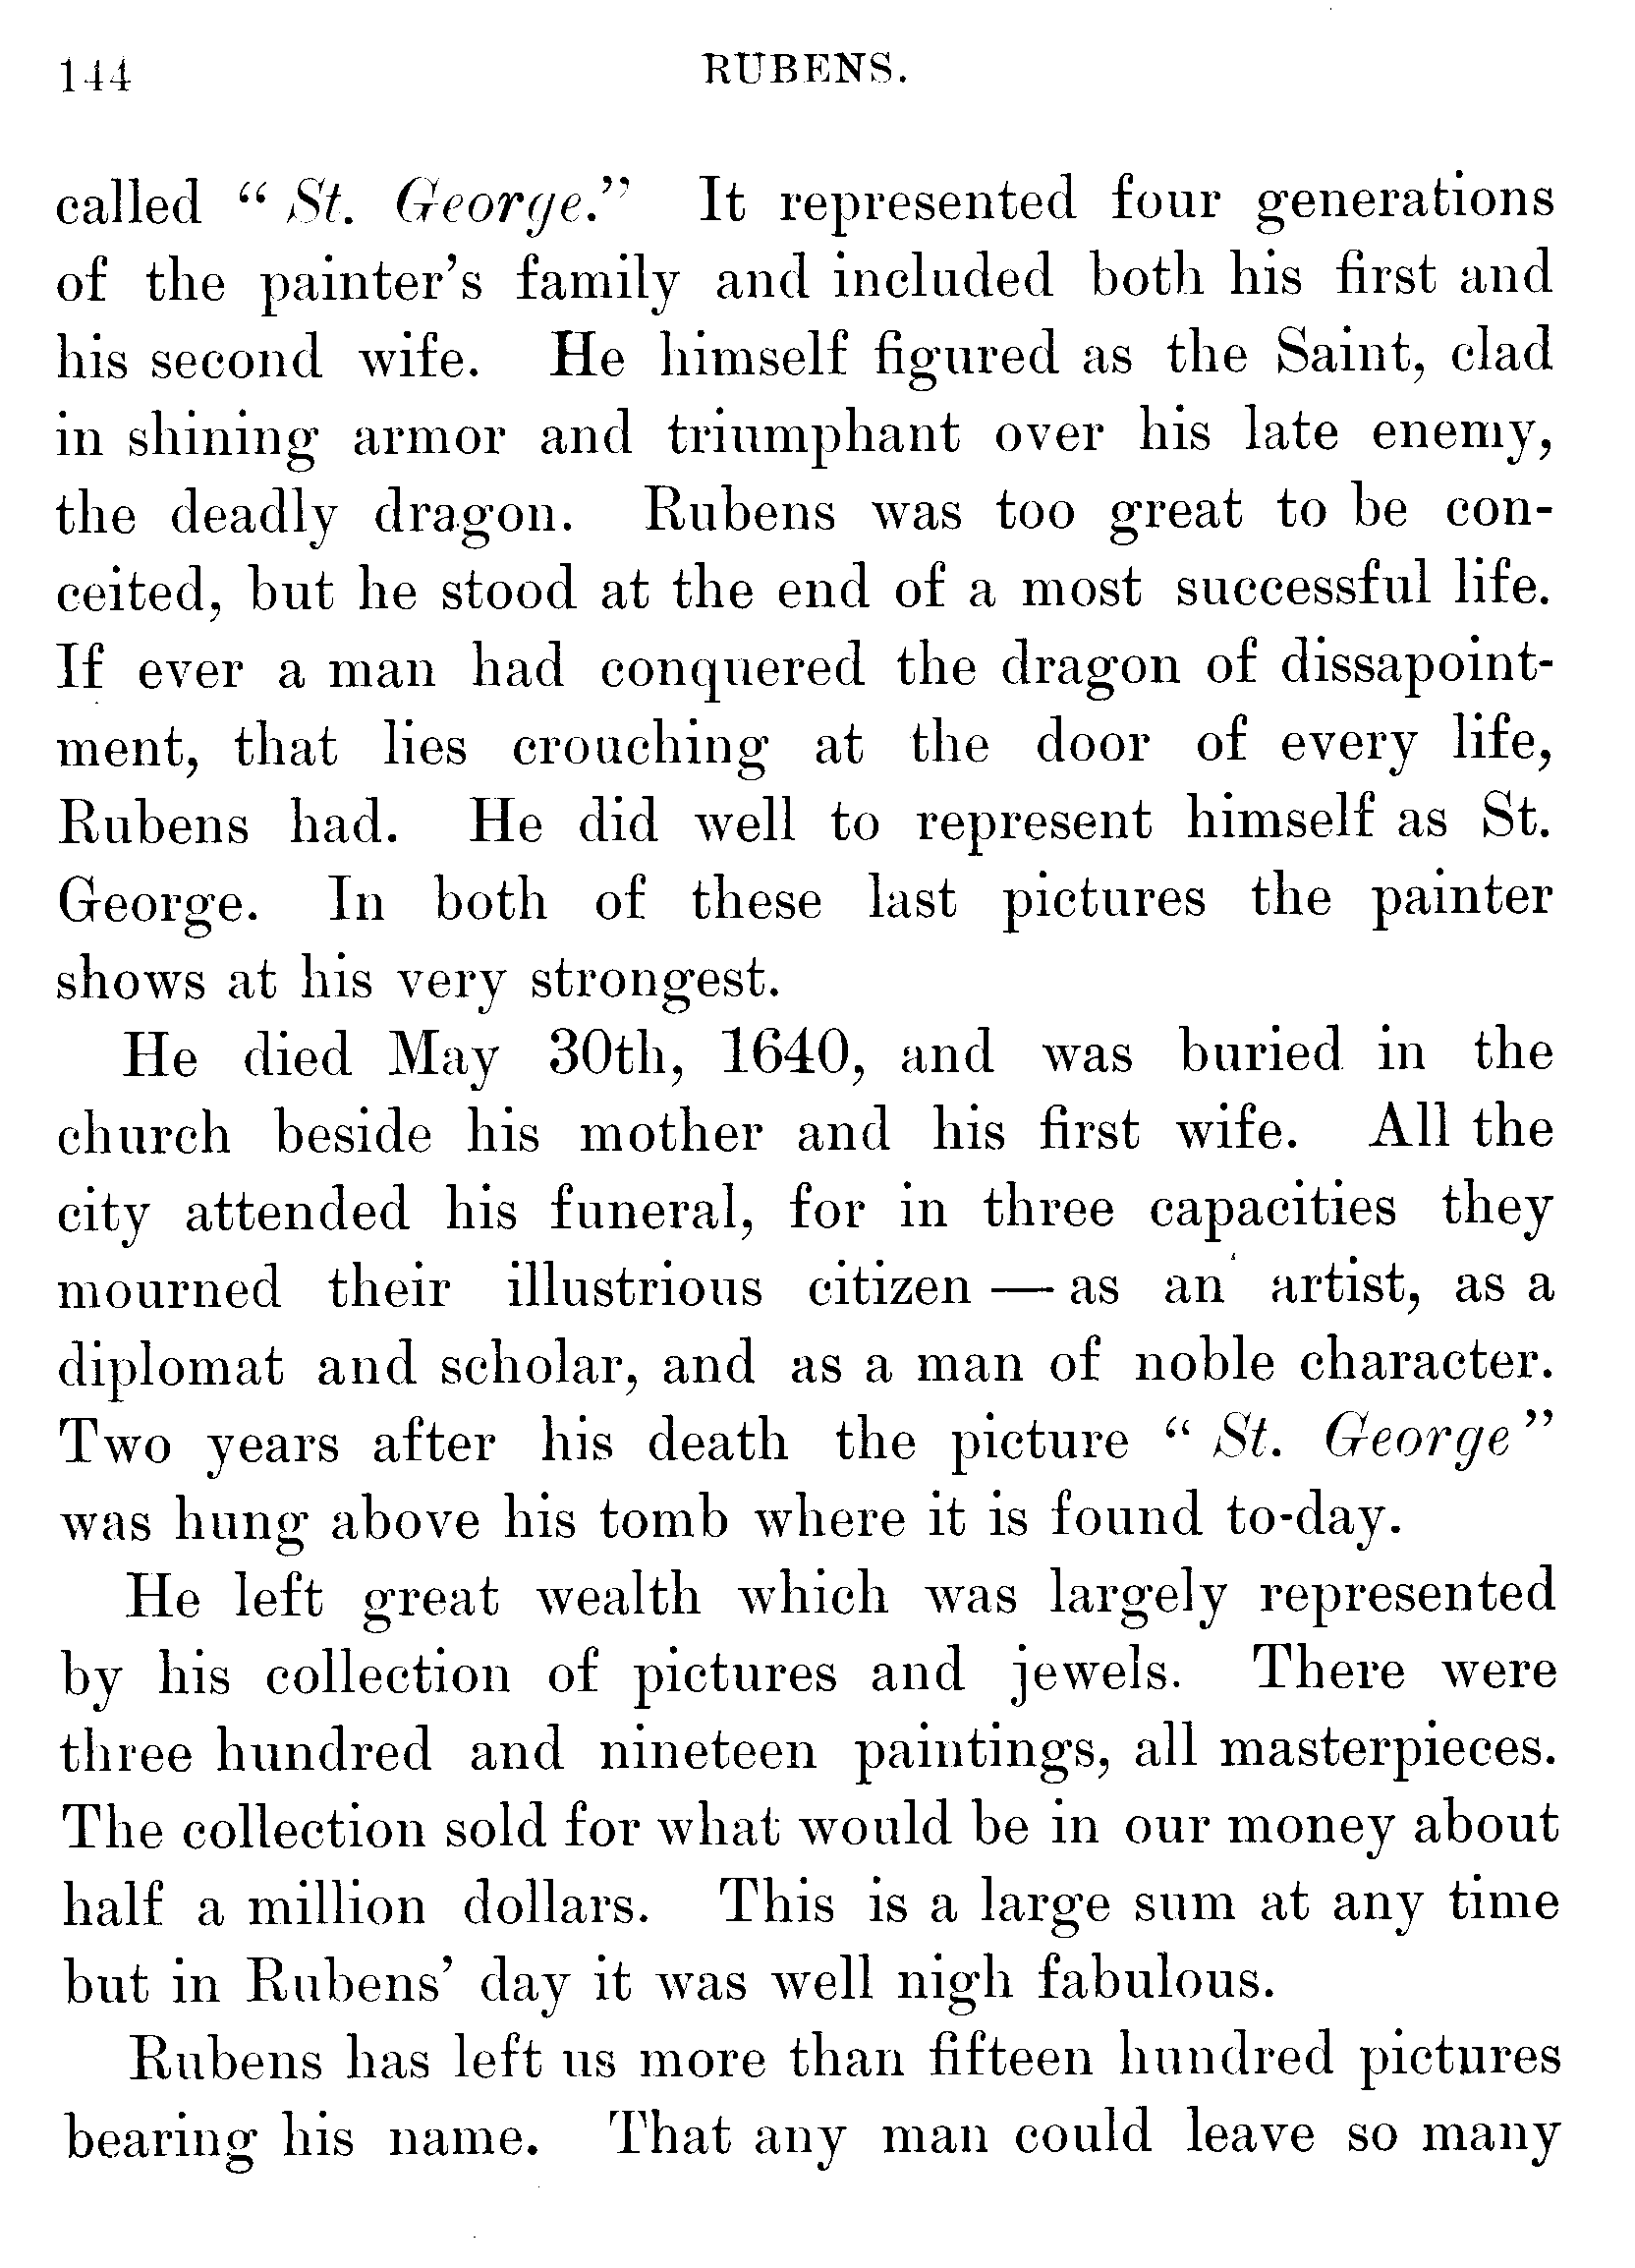 144 RUBENS.
called “ St. George.” It represented four generations
of the painter’s family and included both his first and
his second wife. He himself figured as the Saint, clad
in shining armor and triumphant over his late enemy,
the deadly dragon. Rubens was too great to be con-
ceited, but he stood at the end of a most successful life.
If ever a man had conquered the dragon of dissapoint-
ment, that lies crouching at the door of every life,
Rubens had. He did well to represent himself as St.
George. In both of these last pictures the painter
shows at his very strongest.
He died May 30th, 1640, and was buried in the
church beside his mother and his first wife. All the
city attended his funeral, for in three capacities they
mourned their illustrious citizen — as an artist, as a
diplomat and scholar, and as a man of noble character.
Two years after his death the picture “ St. George”
was hung above his tomb where it is found to-day.
He left great wealth which was largely represented
by his collection of pictures and jewels. There were
three hundred and nineteen paintings, all masterpieces.
The collection sold for what would be in our money about
half a million dollars. This is a large sum at any time
but in Rubens’ day it was well nigh fabulous.
Rubens has left us more than fifteen hundred pictures
bearing his name. That any man could leave so many